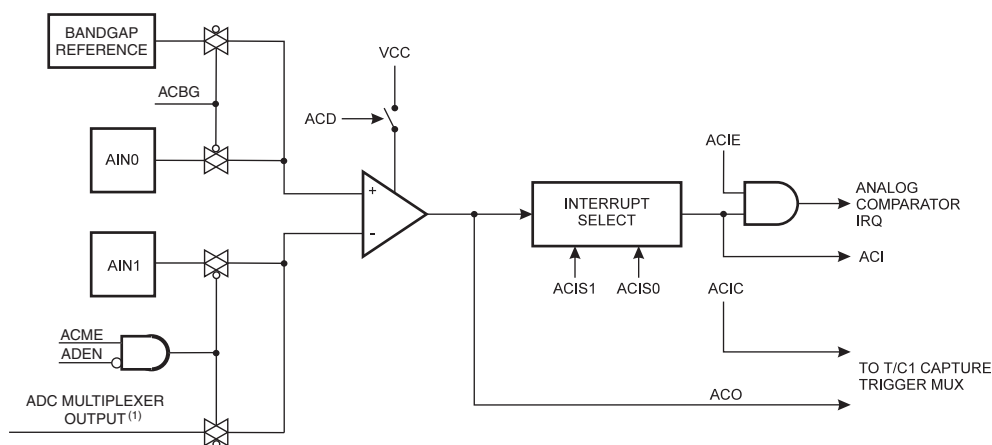 BANDGAP
REFERENCE
VCC
ACBG
ACD
AIN0
ACIE
+
INTERRUPT
SELECT
ANALOG
COMPARATOR
IRQ
-
AIN1
ACI
ACIS1 ACIS0
ACIC
ACME
ADEN
TO T/C1 CAPTURE
TRIGGER MUX
ADC MULTIPLEXER
OUTPUT (1)
ACO